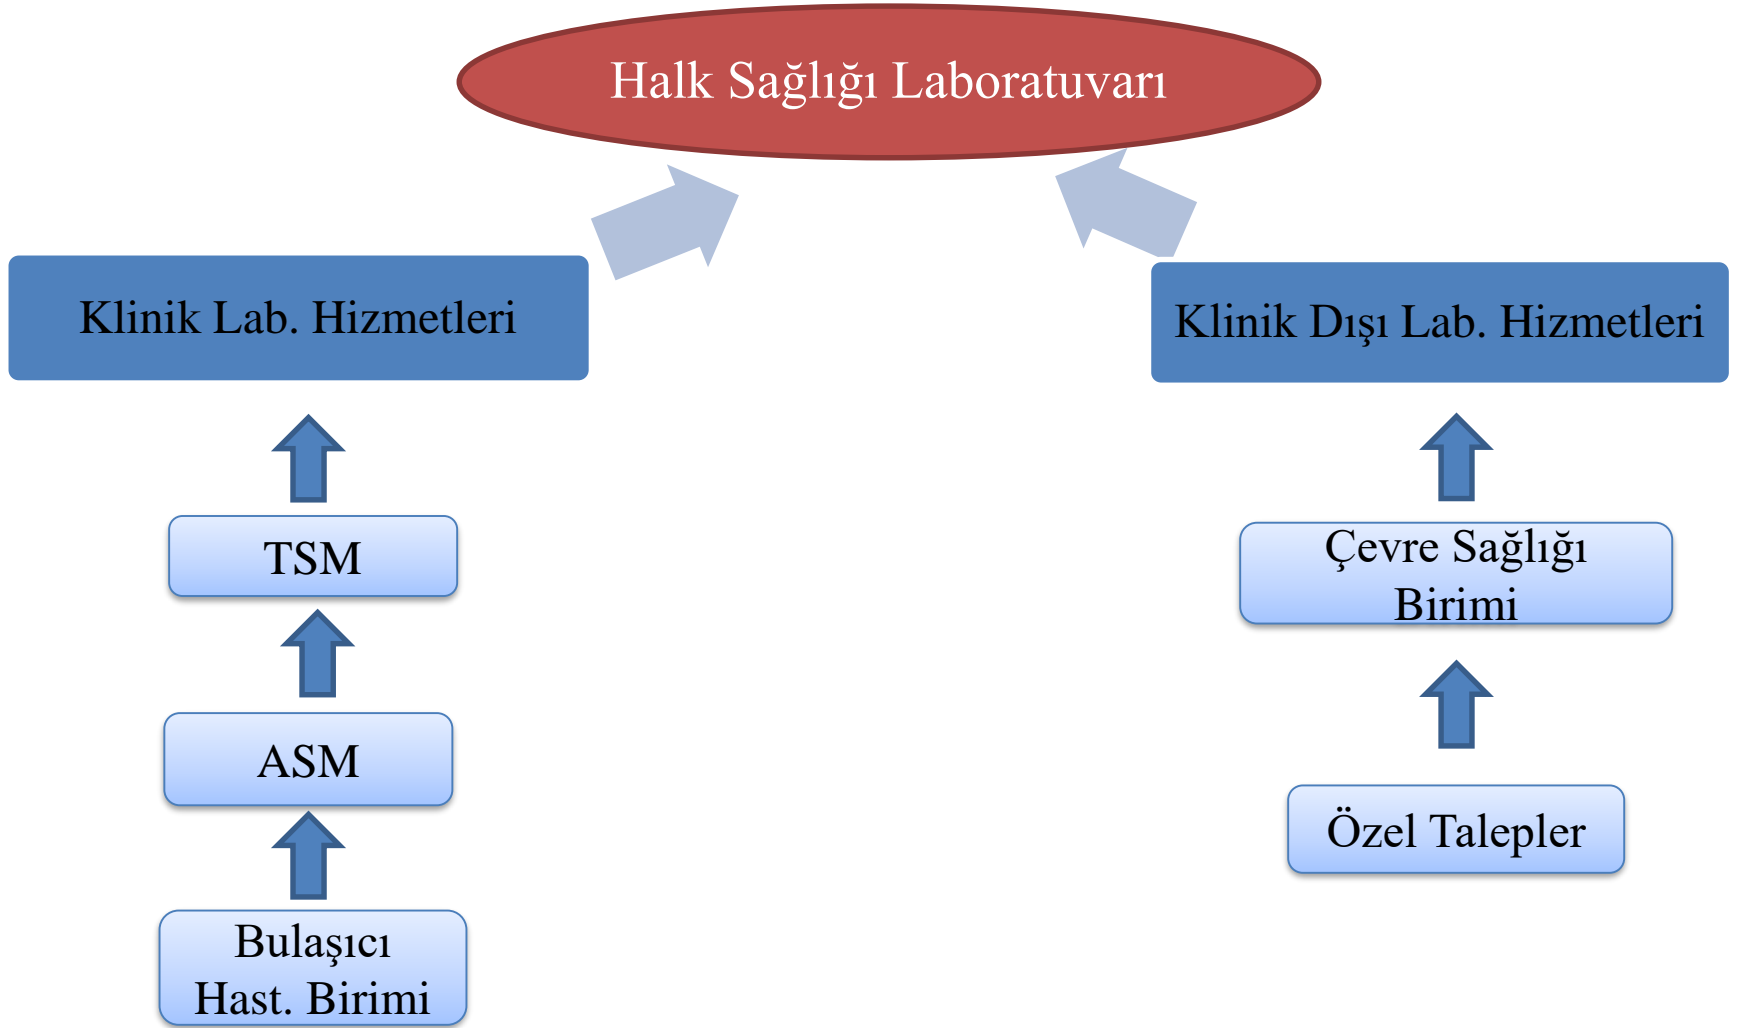 Halk Sağlığı Laboratuvarı
Klinik Lab. Hizmetleri
Klinik Dışı Lab. Hizmetleri
TSM
Çevre Sağlığı
Birimi
ASM
Özel Talepler
Bulaşıcı
Hast. Birimi